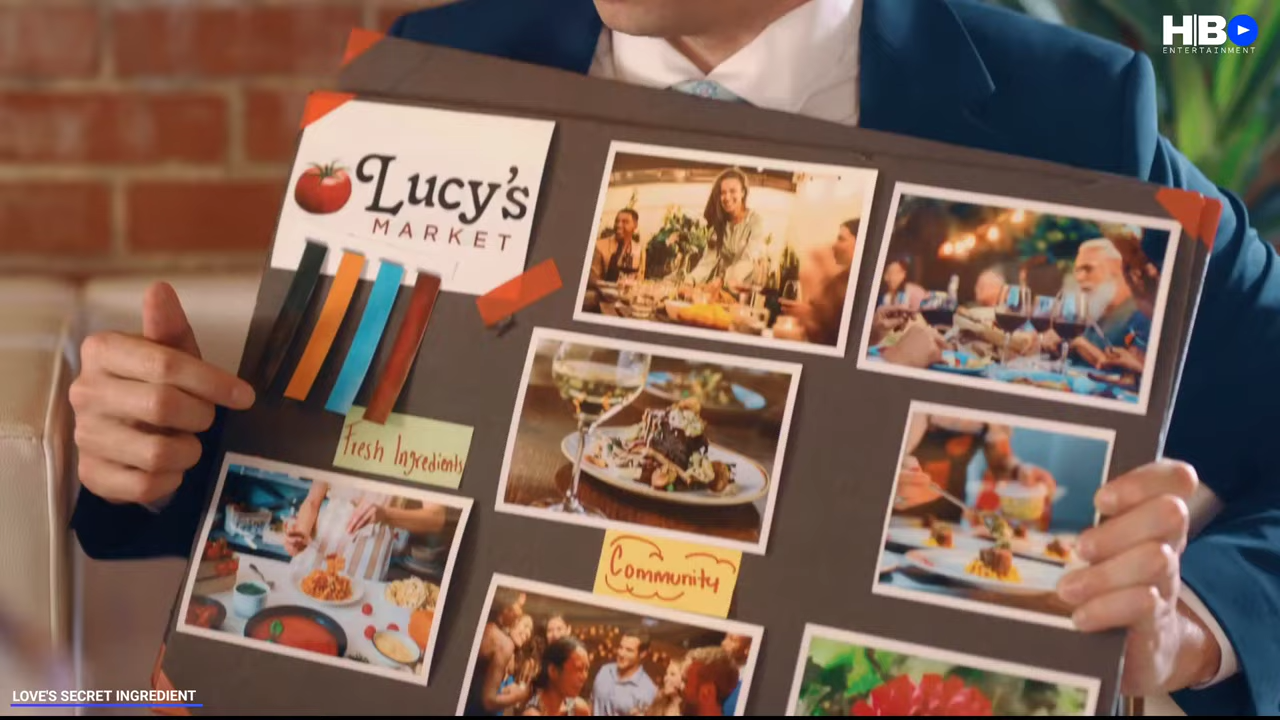 HBO
ENTERTAINMENT
Lucy's
MARKET
Fresh Ingredients
Community
LOVE'S SECRET INGREDIENT